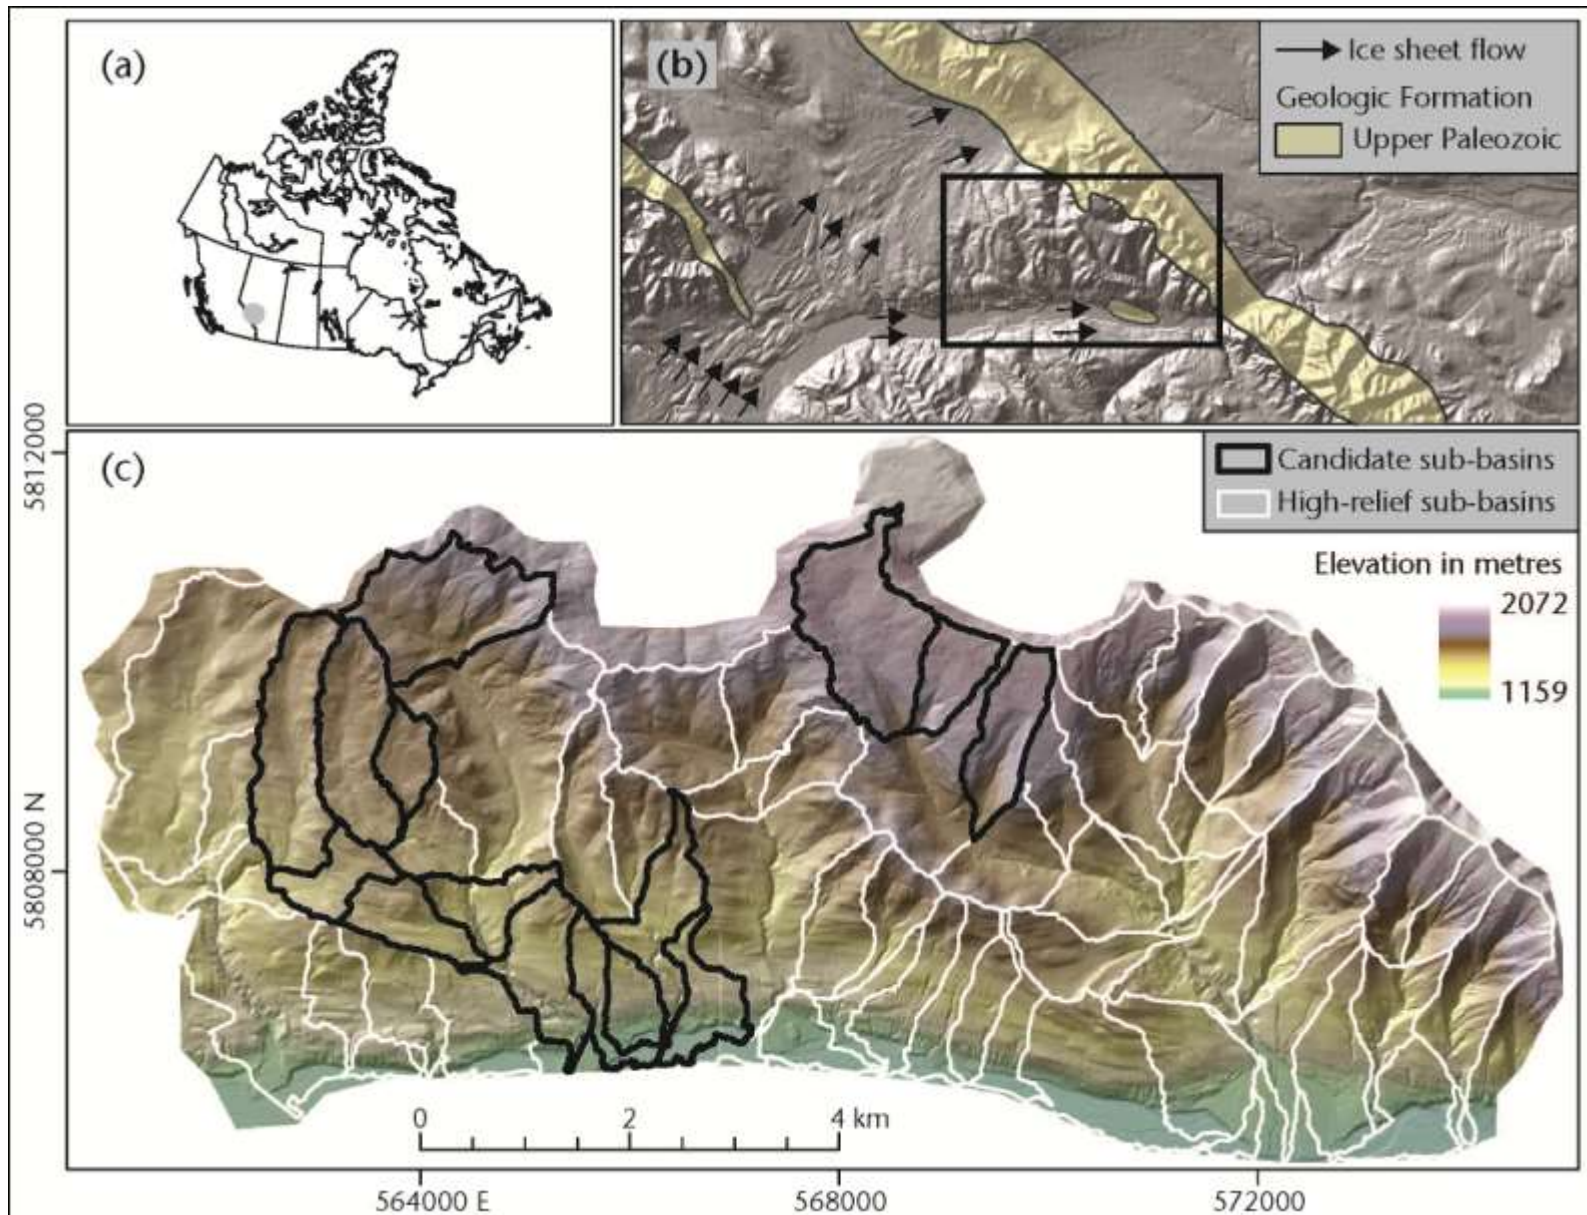 (a)
(b)
Ice sheet flow
Geologic Formation
Upper Paleozoic
(c)
Candidate sub-basins
High-relief sub-basins
Elevation in metres
2072
1159
5812000
5808000 N
0 2 4 km
564000 E 568000 572000